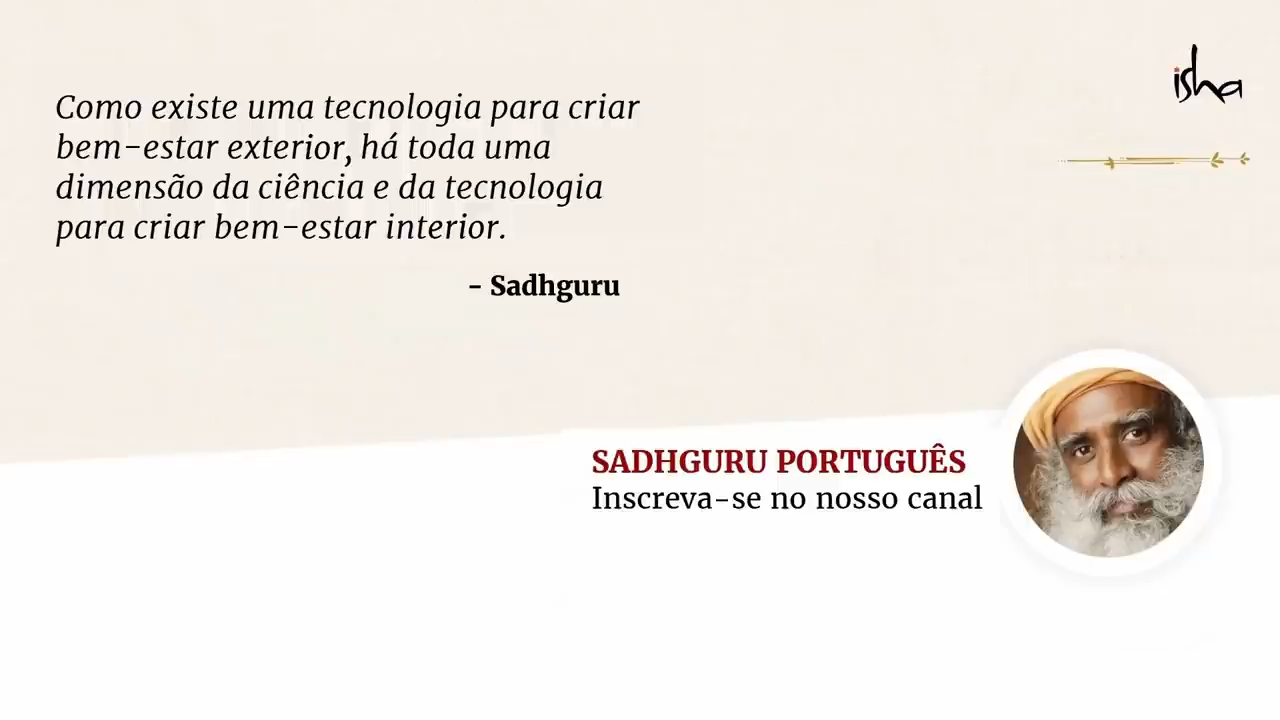 isha
Como existe uma tecnologia para criar
bem-estar exterior, há toda uma
dimensão da ciência e da tecnologia
para criar bem-estar interior.
- Sadhguru
SADHGURU PORTUGUÊS
Inscreva-se no nosso canal